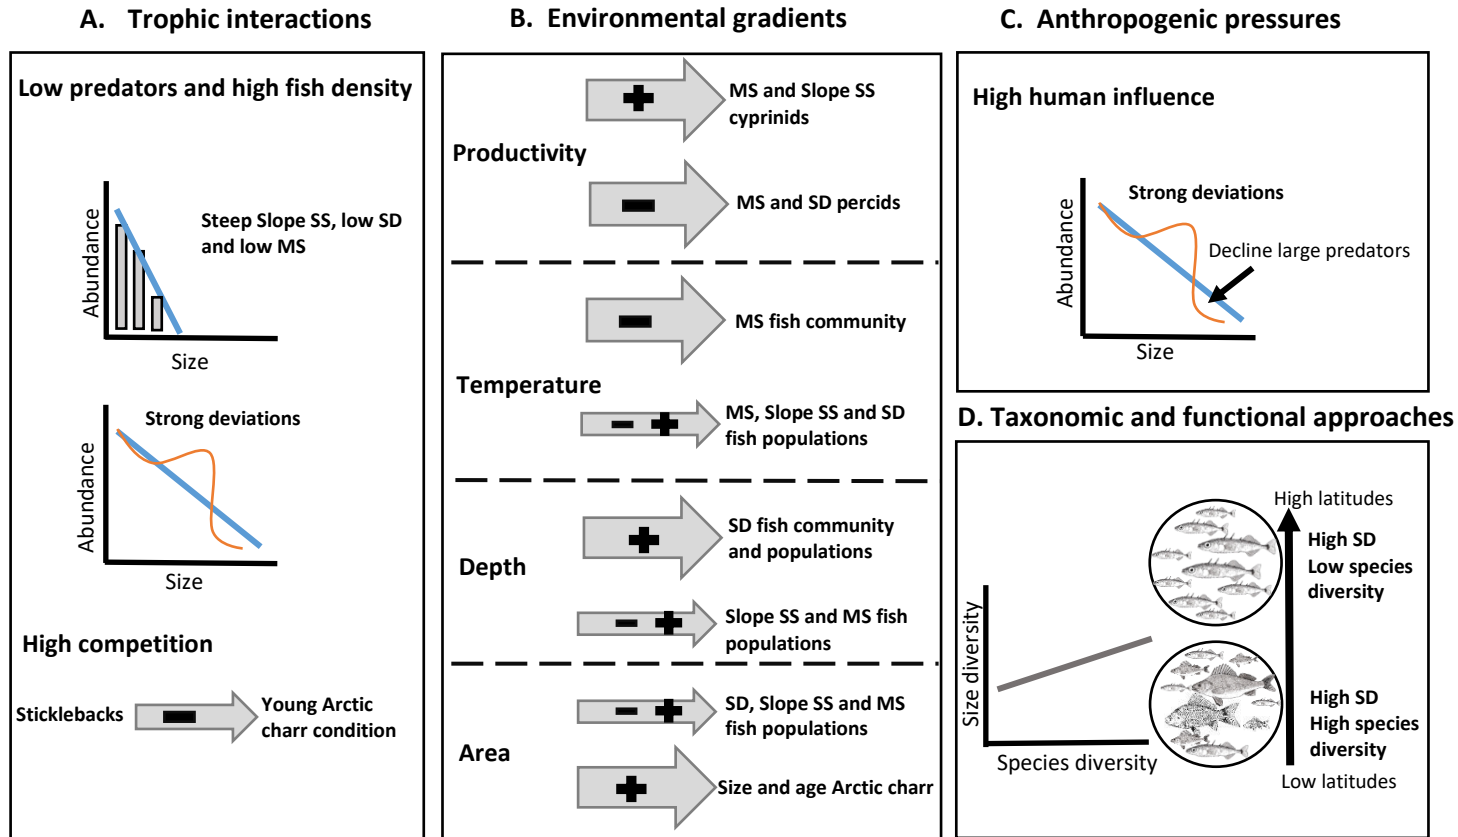 A. Trophic interactions
Low predators and high fish density
Abundance
Steep Slope SS, low SD
and low MS
Size
Strong deviations
Abundance
Size
High competition
Sticklebacks
Young Arctic
charr condition
B. Environmental gradients
Productivity
MS and Slope SS
cyprinids
MS and SD percids
Temperature
MS fish community
MS, Slope SS and SD
fish populations
Depth
SD fish community
and populations
Slope SS and MS fish
populations
Area
SD, Slope SS and MS
fish populations
Size and age Arctic charr
C. Anthropogenic pressures
High human influence
Strong deviations
Abundance
Decline large predators
Size
D. Taxonomic and functional approaches
Size diversity
Species diversity
High latitudes
High SD
Low species
diversity
High SD
High species
diversity
Low latitudes